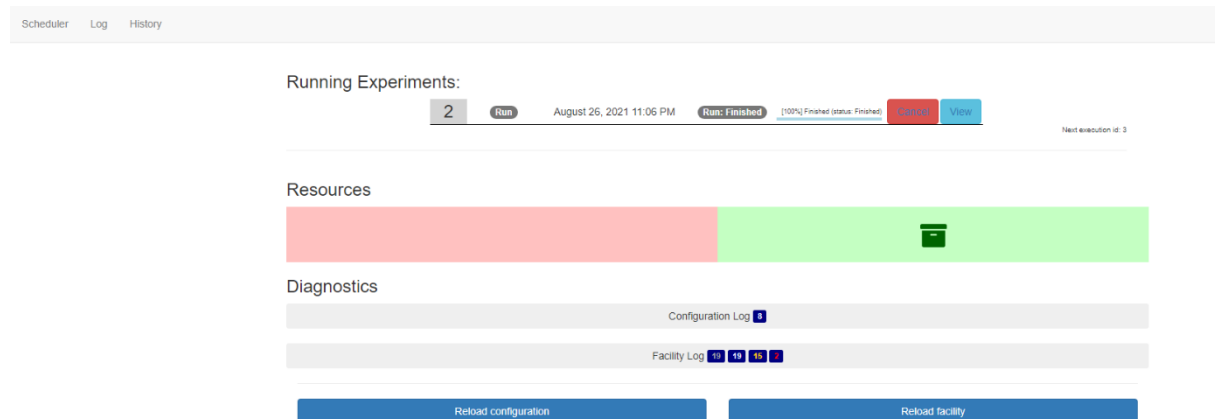 Scheduler Log History
Running Experiments:
2 Run August 26, 2021 11:06 PM Run: Finished [100%] Finished (status: Finished) Cancel View
Next execution id: 3
Resources
Diagnostics
Configuration Log 8
Facility Log 19 19 15 2
Reload configuration Reload facility